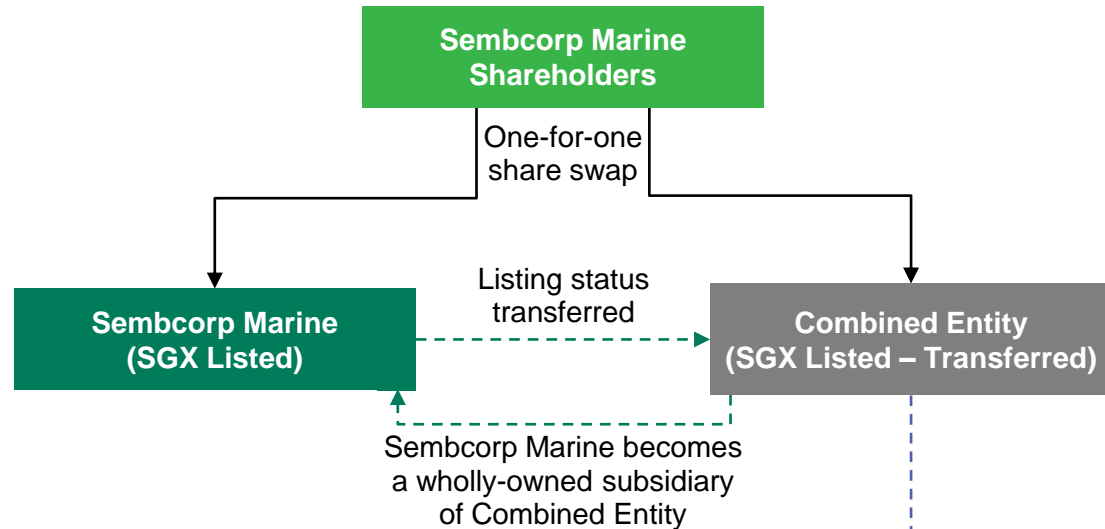 Sembcorp Marine
Shareholders
One-for-one
share swap
Listing status
transferred
Sembcorp Marine
(SGX Listed)
Combined Entity
(SGX Listed – Transferred)
Sembcorp Marine becomes
a wholly-owned subsidiary
of Combined Entity